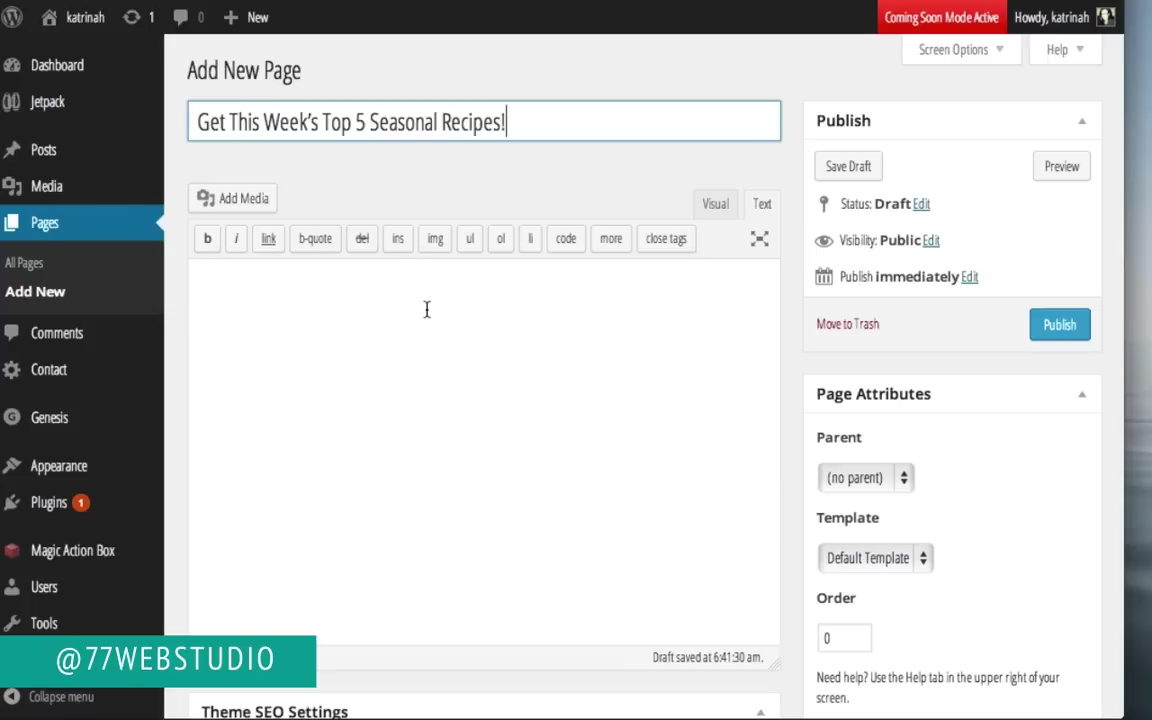 katrinah
1
0
New
Coming Soon Mode Active
Howdy, katrinah
Screen Options
Help
Dashboard
Jetpack
Posts
Media
Pages
All Pages
Add New
Comments
Contact
Genesis
Appearance
Plugins 1
Magic Action Box
Users
Tools
Collapse menu
Add New Page
Get This Week's Top 5 Seasonal Recipes!
Add Media
Visual
Text
b
i
link
b-quote
del
ins
img
ul
ol
li
code
more
close tags
Draft saved at 6:41:30 am.
Theme SEO Settings
Publish
Save Draft
Preview
Status: Draft Edit
Visibility: Public Edit
Publish immediately Edit
Move to Trash
Publish
Page Attributes
Parent
(no parent)
Template
Default Template
Order
0
Need help? Use the Help tab in the upper right of your
screen.
@77WEBSTUDIO